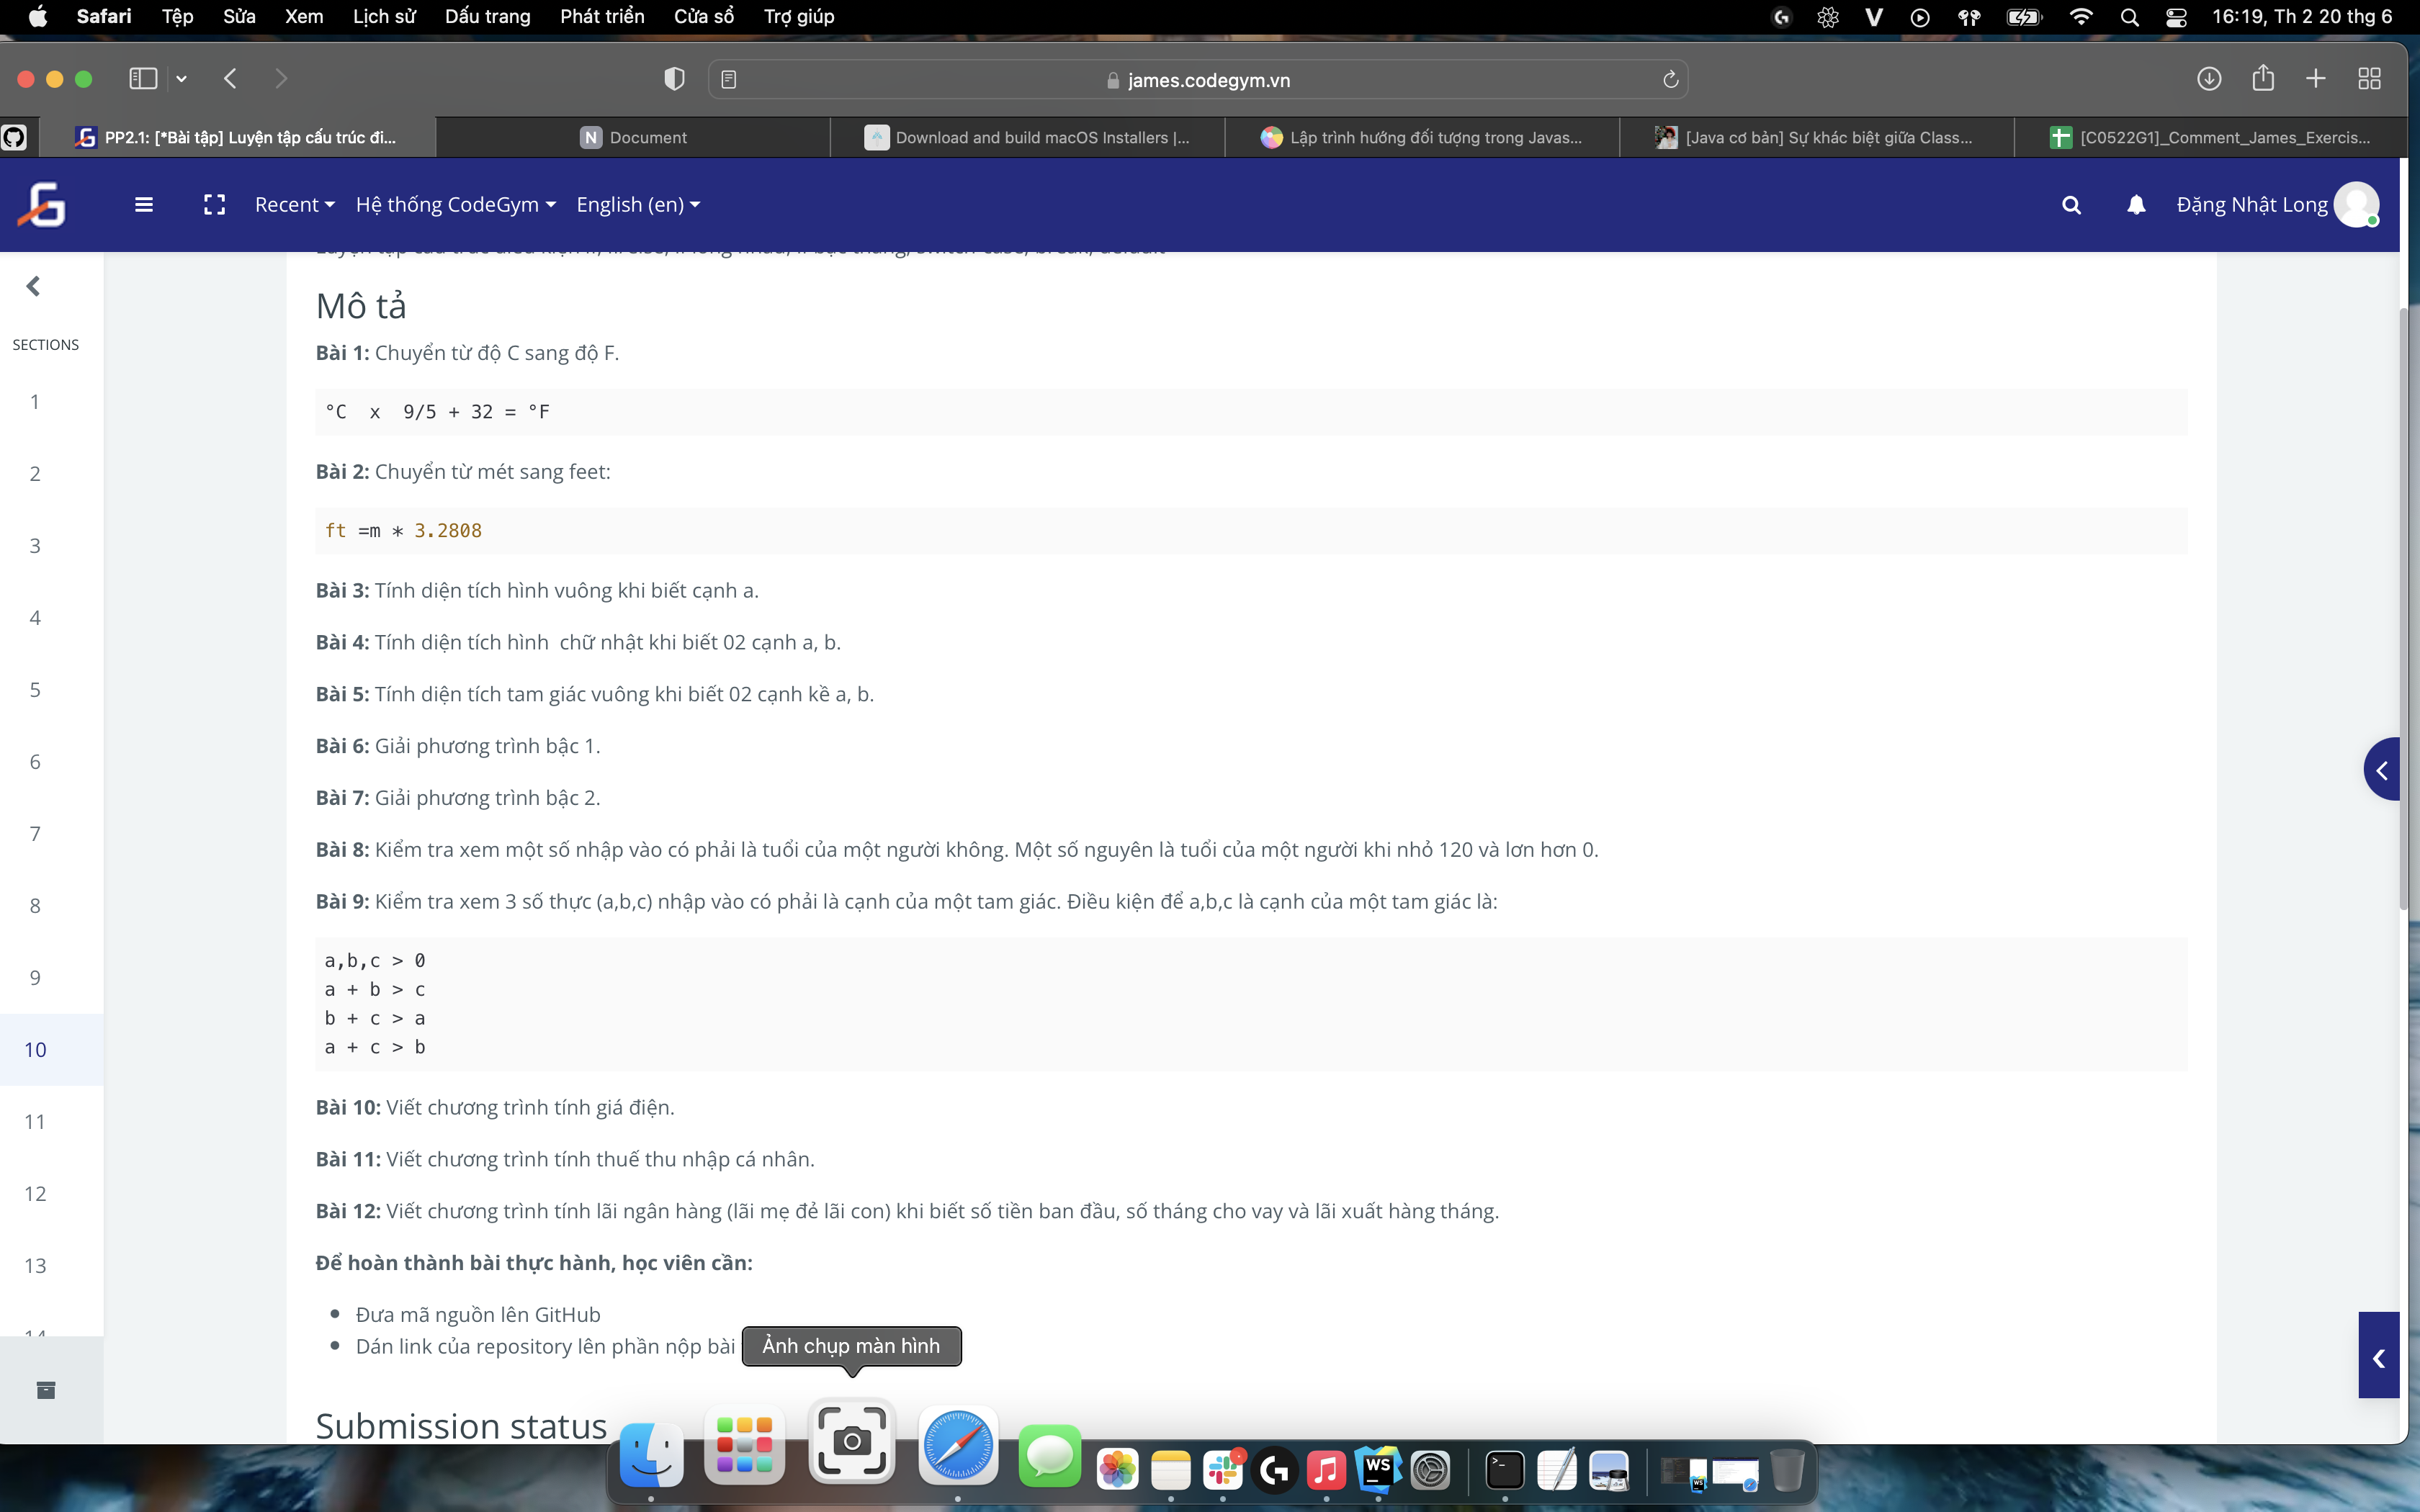 Safari Tệp Sửa Xem Lịch sử Dấu trang Phát triển Cửa sổ Trợ giúp 16:19, Th 2 20 thg 6
james.codegym.vn
PP2.1: [*Bài tập] Luyện tập cấu trúc đi... Document Download and build macOS Installers |... Lập trình hướng đối tượng trong Javas... [Java cơ bản] Sự khác biệt giữa Class... [C0522G1]_Comment_James_Exercis...
Recent Hệ thống CodeGym English (en) Đặng Nhật Long
Mô tả
SECTIONS
Bài 1: Chuyển từ độ C sang độ F.
1
°C x 9/5 + 32 = °F
2
Bài 2: Chuyển từ mét sang feet:
ft =m * 3.2808
3
Bài 3: Tính diện tích hình vuông khi biết cạnh a.
4
Bài 4: Tính diện tích hình chữ nhật khi biết 02 cạnh a, b.
5
Bài 5: Tính diện tích tam giác vuông khi biết 02 cạnh kề a, b.
6
Bài 6: Giải phương trình bậc 1.
Bài 7: Giải phương trình bậc 2.
7
Bài 8: Kiểm tra xem một số nhập vào có phải là tuổi của một người không. Một số nguyên là tuổi của một người khi nhỏ 120 và lơn hơn 0.
8
Bài 9: Kiểm tra xem 3 số thực (a,b,c) nhập vào có phải là cạnh của một tam giác. Điều kiện để a,b,c là cạnh của một tam giác là:
a,b,c > 0
9
a + b > c
b + c > a
a + c > b
10
Bài 10: Viết chương trình tính giá điện.
11
Bài 11: Viết chương trình tính thuế thu nhập cá nhân.
12
Bài 12: Viết chương trình tính lãi ngân hàng (lãi mẹ đẻ lãi con) khi biết số tiền ban đầu, số tháng cho vay và lãi xuất hàng tháng.
13
Để hoàn thành bài thực hành, học viên cần:
Đưa mã nguồn lên GitHub
Dán link của repository lên phần nộp bài
Ảnh chụp màn hình
Submission status
WS